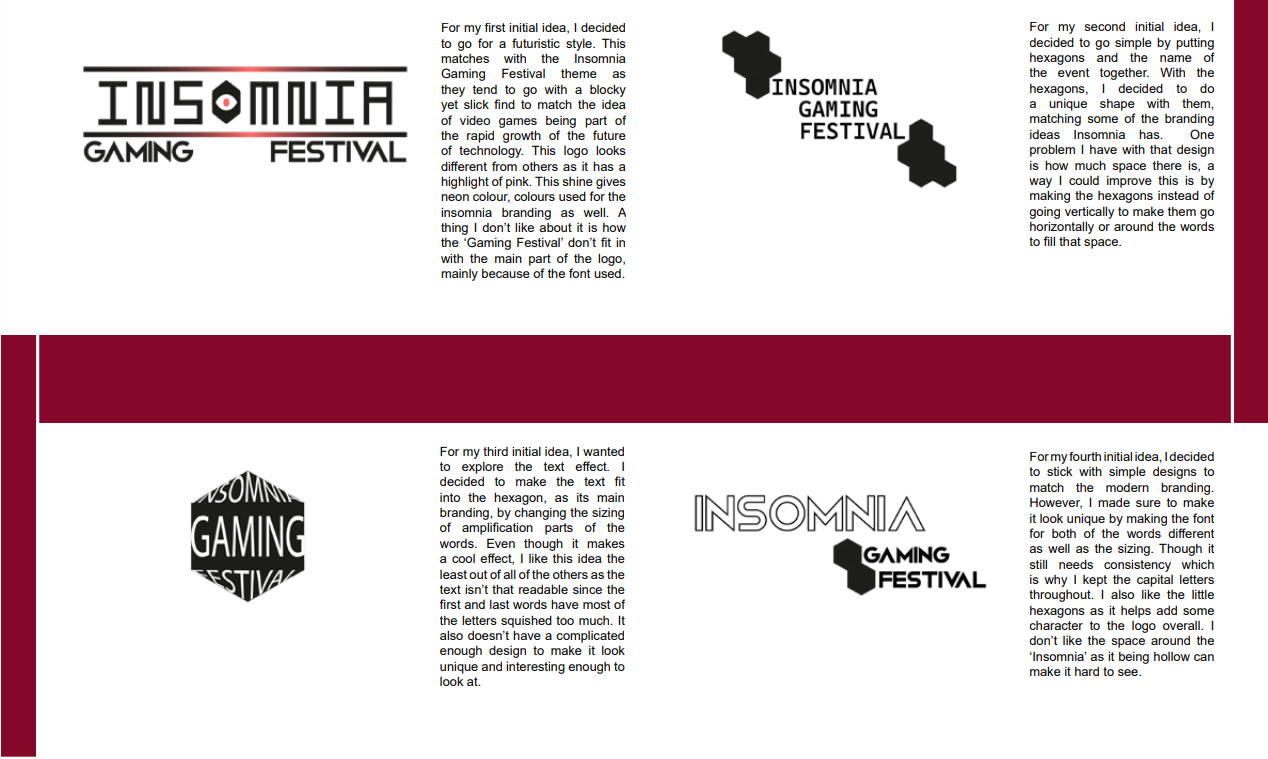 INSOMNIA
GAMING FESTIVAL
For my first initial idea, I decided
to go for a futuristic style. This
matches with the Insomnia
Gaming Festival theme as
they tend to go with a blocky
yet slick find to match the idea
of video games being part of
the rapid growth of the future
of technology. This logo looks
different from others as it has a
highlight of pink. This shine gives
neon colour, colours used for the
insomnia branding as well. A
thing I don't like about it is how
the ‘Gaming Festival’ don't fit in
with the main part of the logo,
mainly because of the font used.
INSOMNIA
GAMING
FESTIVAL
For my second initial idea, I
decided to go simple by putting
hexagons and the name of
the event together. With the
hexagons, I decided to do
a unique shape with them,
matching some of the branding
ideas Insomnia has. One
problem I have with that design
is how much space there is, a
way I could improve this is by
making the hexagons instead of
going vertically to make them go
horizontally or around the words
to fill that space.
INSOMNIA
GAMING
FESTIVAL
For my third initial idea, I wanted
to explore the text effect. I
decided to make the text fit
into the hexagon, as its main
branding, by changing the sizing
of amplification parts of the
words. Even though it makes
a cool effect, I like this idea the
least out of all of the others as the
text isn't that readable since the
first and last words have most of
the letters squished too much. It
also doesn't have a complicated
enough design to make it look
unique and interesting enough to
look at.
INSOMNIA
GAMING
FESTIVAL
For my fourth initial idea, I decided
to stick with simple designs to
match the modern branding.
However, I made sure to make
it look unique by making the font
for both of the words different
as well as the sizing. Though it
still needs consistency which
is why I kept the capital letters
throughout. I also like the little
hexagons as it helps add some
character to the logo overall. I
don't like the space around the
‘Insomnia’ as it being hollow can
make it hard to see.